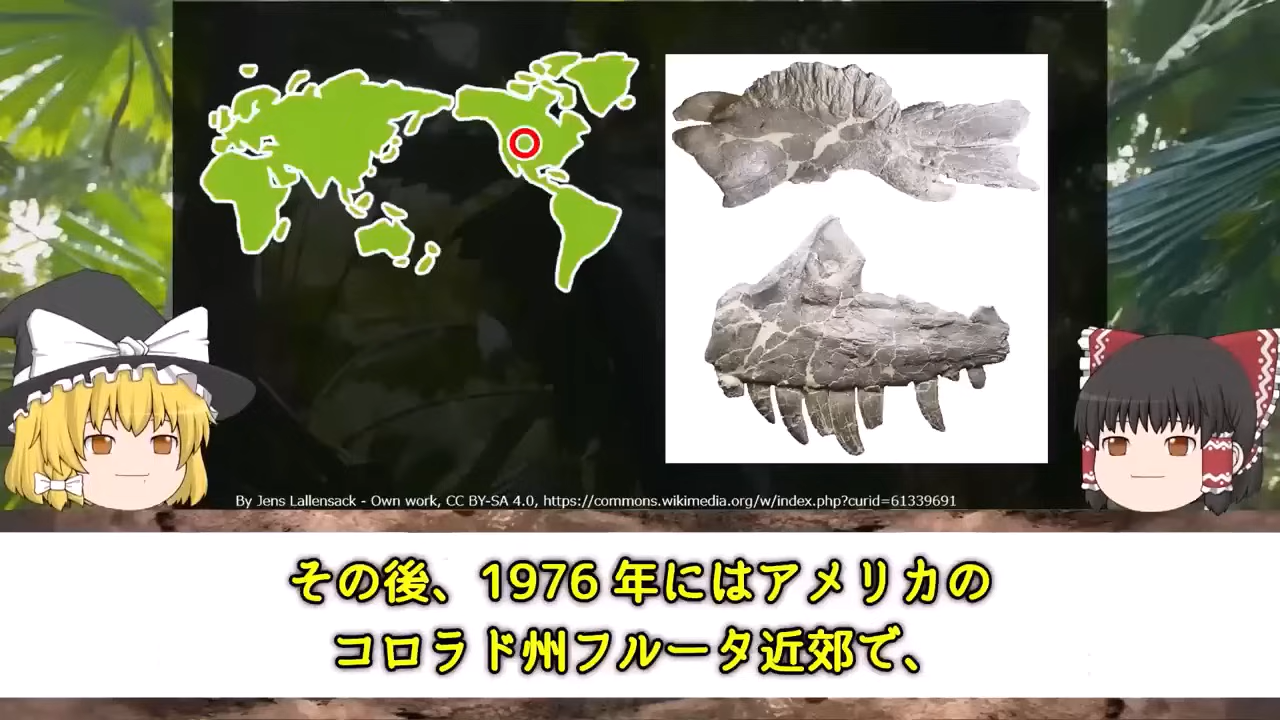 By Jens Lallensack - Own work, CC BY-SA 4.0, https://commons.wikimedia.org/w/index.php?curid=61339691
その後、1976年にはアメリカの
コロラド州フルータ近郊で、